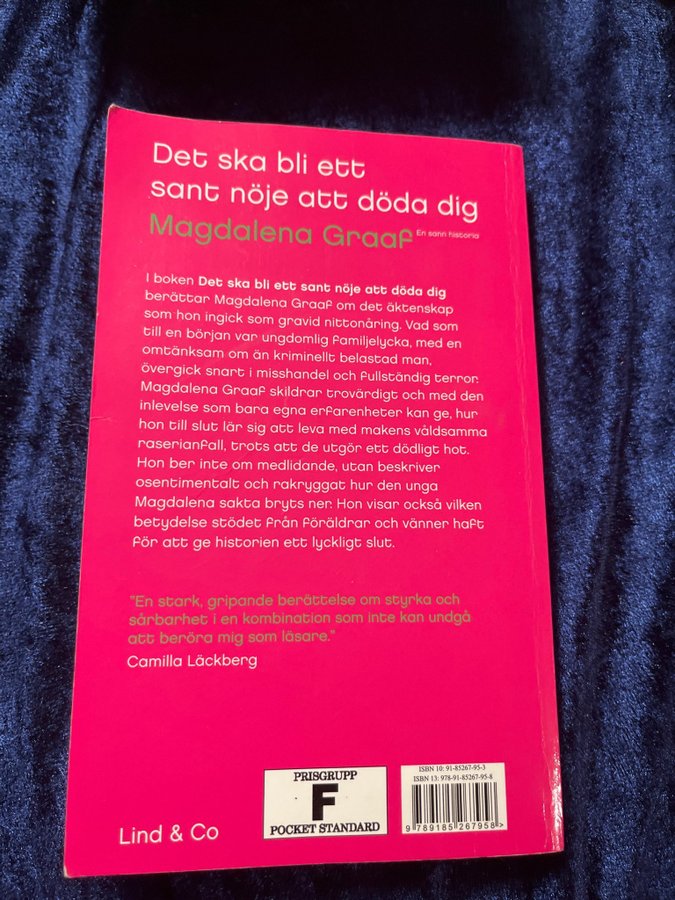 Det ska bli ett
sant nöje att döda dig
Magdalena Graaf En sann historia
I boken Det ska bli ett sant nöje att döda dig
berättar Magdalena Graaf om det äktenskap
som hon ingick som gravid nittonåring. Vad som
till en början var ungdomlig familjelycka, med en
omtänksam om än kriminellt belastad man,
övergick snart i misshandel och fullständig terror.
Magdalena Graaf skildrar trovärdigt och med den
inlevelse som bara egna erfarenheter kan ge, hur
hon till slut lär sig att leva med makens våldsamma
raserianfall, trots att de utgör ett dödligt hot.
Hon ber inte om medlidande, utan beskriver
osentimentalt och rakryggat hur den unga
Magdalena sakta bryts ner. Hon visar också vilken
betydelse stödet från föräldrar och vänner haft
för att ge historien ett lyckligt slut.
"En stark, gripande berättelse om styrka och
sårbarhet i en kombination som inte kan undgå
att beröra mig som läsare."
Camilla Läckberg
Lind & Co
PRISGRUPP
F
POCKET STANDARD
ISBN 10: 91-85267-95-3
ISBN 13: 978-91-85267-95-8
9 789185 267958 >